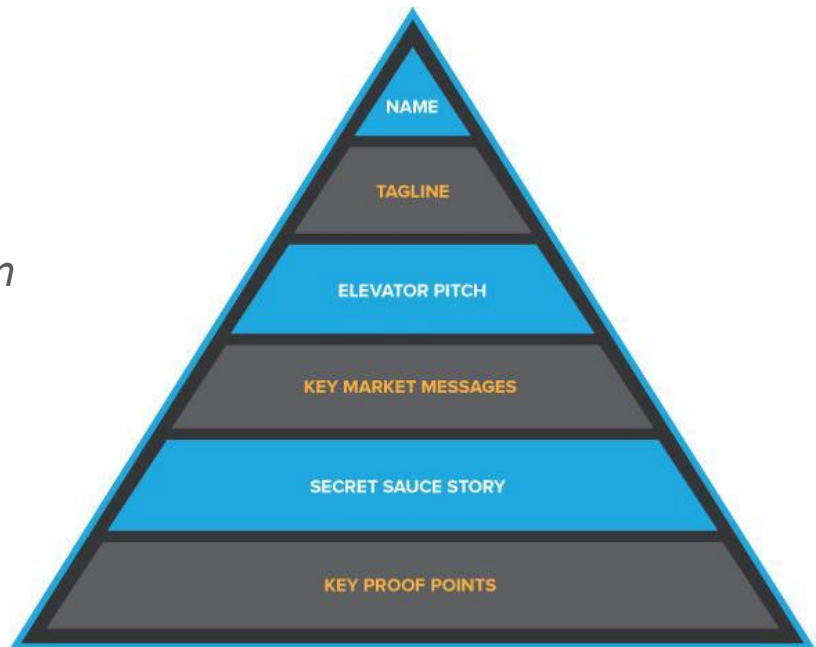 NAME
TAGLINE
ELEVATOR PITCH
KEY MARKET MESSAGES
SECRET SAUCE STORY
KEY PROOF POINTS